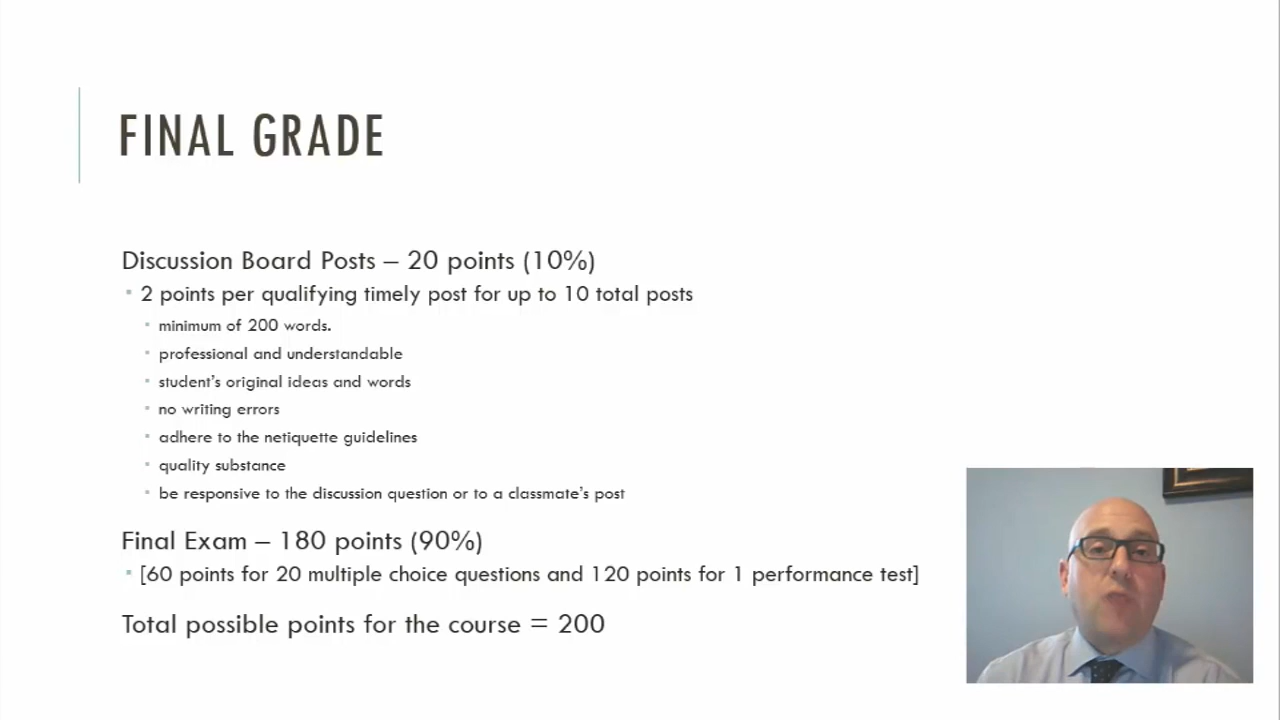 FINAL GRADE
Discussion Board Posts – 20 points (10%)
2 points per qualifying timely post for up to 10 total posts
minimum of 200 words.
professional and understandable
student’s original ideas and words
no writing errors
adhere to the netiquette guidelines
quality substance
be responsive to the discussion question or to a classmate’s post
Final Exam – 180 points (90%)
[60 points for 20 multiple choice questions and 120 points for 1 performance test]
Total possible points for the course = 200